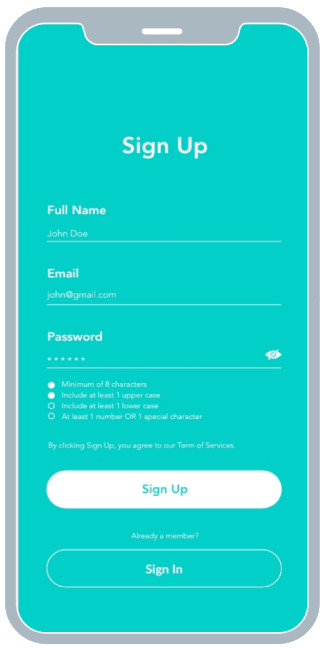 Sign Up
Full Name
John Doe
Email
john@gmail.com
Password
******
Minimum of 8 characters
Include at least 1 upper case
Include at least 1 lower case
At least 1 number OR 1 special character
By clicking Sign Up, you agree to our Term of Services.
Sign Up
Already a member?
Sign In